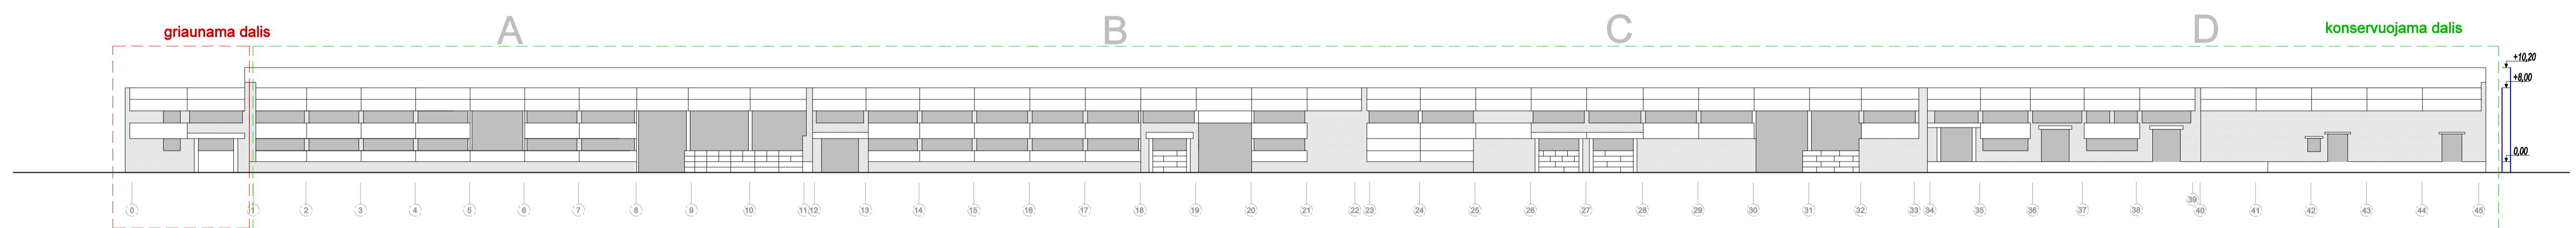 A B C D
griaunama dalis konservuojama dalis
+10,20
+8,00
0,00
0 1 2 3 4 5 6 7 8 9 10 11 12 13 14 15 16 17 18 19 20 21 22 23 24 25 26 27 28 29 30 31 32 33 34 35 36 37 38 39 40 41 42 43 44 45